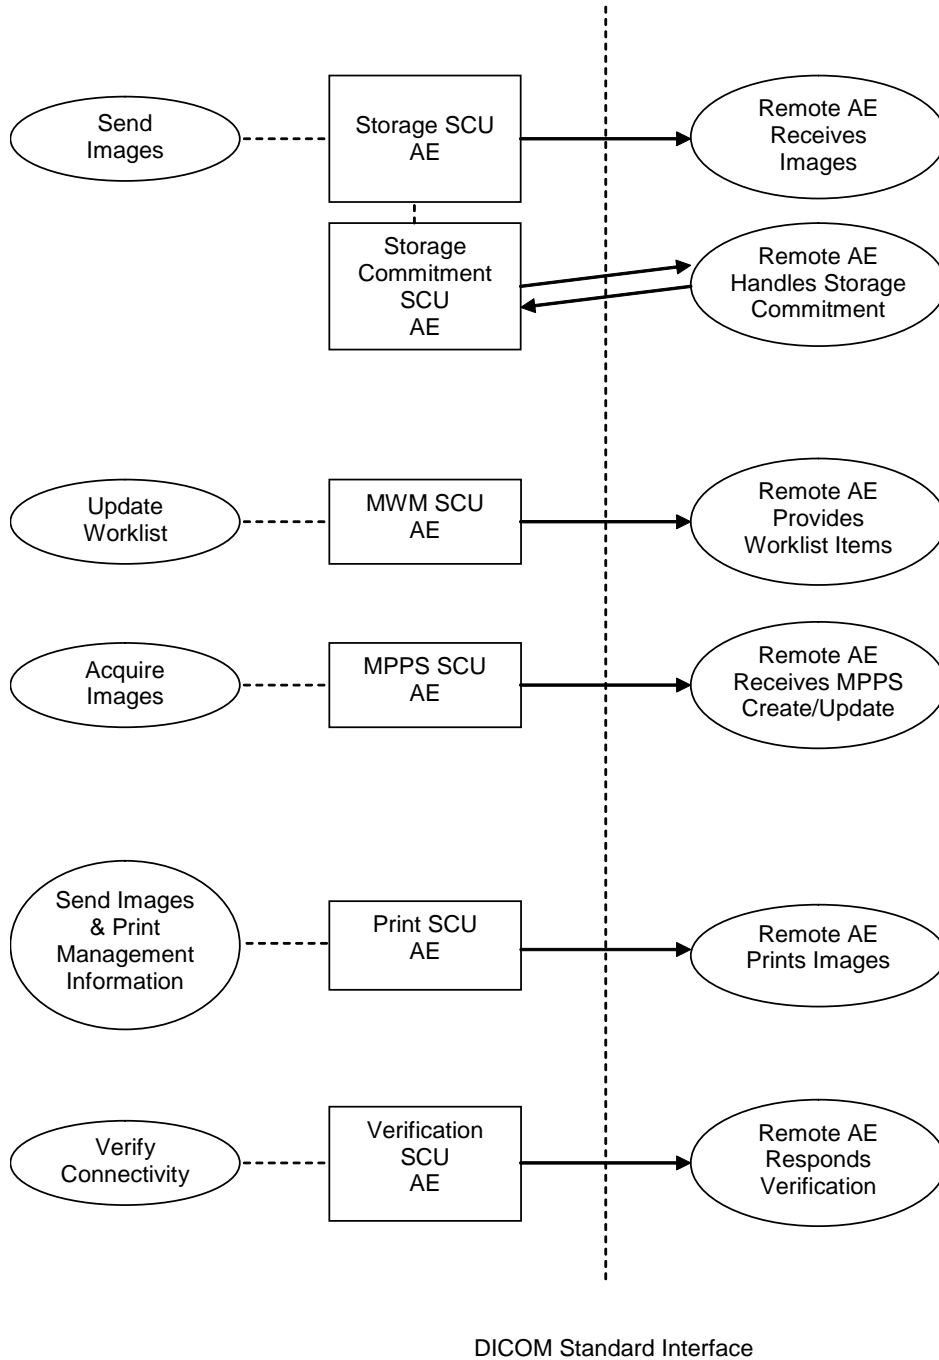 Send
Images
Storage SCU
AE
Remote AE
Receives
Images
Storage
Commitment
SCU
AE
Remote AE
Handles Storage
Commitment
Update
Worklist
MWM SCU
AE
Remote AE
Provides
Worklist Items
Acquire
Images
MPPS SCU
AE
Remote AE
Receives MPPS
Create/Update
Send Images
& Print
Management
Information
Print SCU
AE
Remote AE
Prints Images
Verify
Connectivity
Verification
SCU
AE
Remote AE
Responds
Verification
DICOM Standard Interface